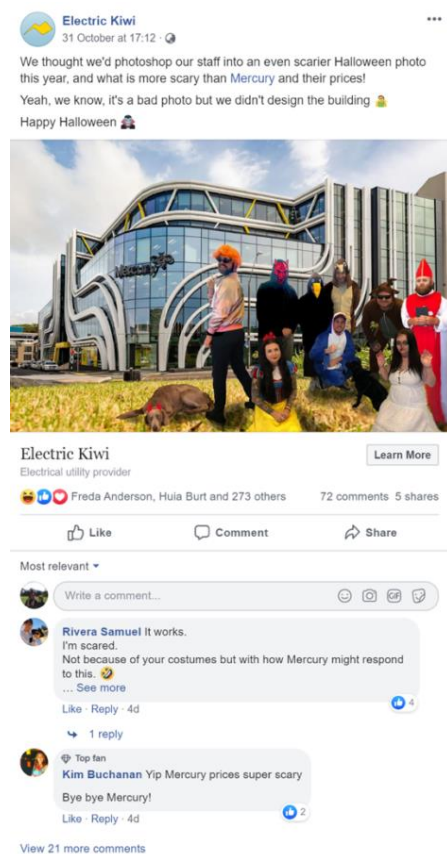 Electric Kiwi
31 October at 17:12 ·
We thought we'd photoshop our staff into an even scarier Halloween photo
this year, and what is more scary than Mercury and their prices!
Yeah, we know, it's a bad photo but we didn't design the building
Happy Halloween
Mercury
Electric Kiwi
Electrical utility provider
Learn More
Freda Anderson, Huia Burt and 273 others
72 comments 5 shares
Like
Comment
Share
Most relevant
Write a comment...
GIF
Rivera Samuel It works.
I'm scared.
Not because of your costumes but with how Mercury might respond
to this.
... See more
4
Like · Reply · 4d
1 reply
Top fan
Kim Buchanan Yip Mercury prices super scary
Bye bye Mercury!
2
Like · Reply · 4d
View 21 more comments